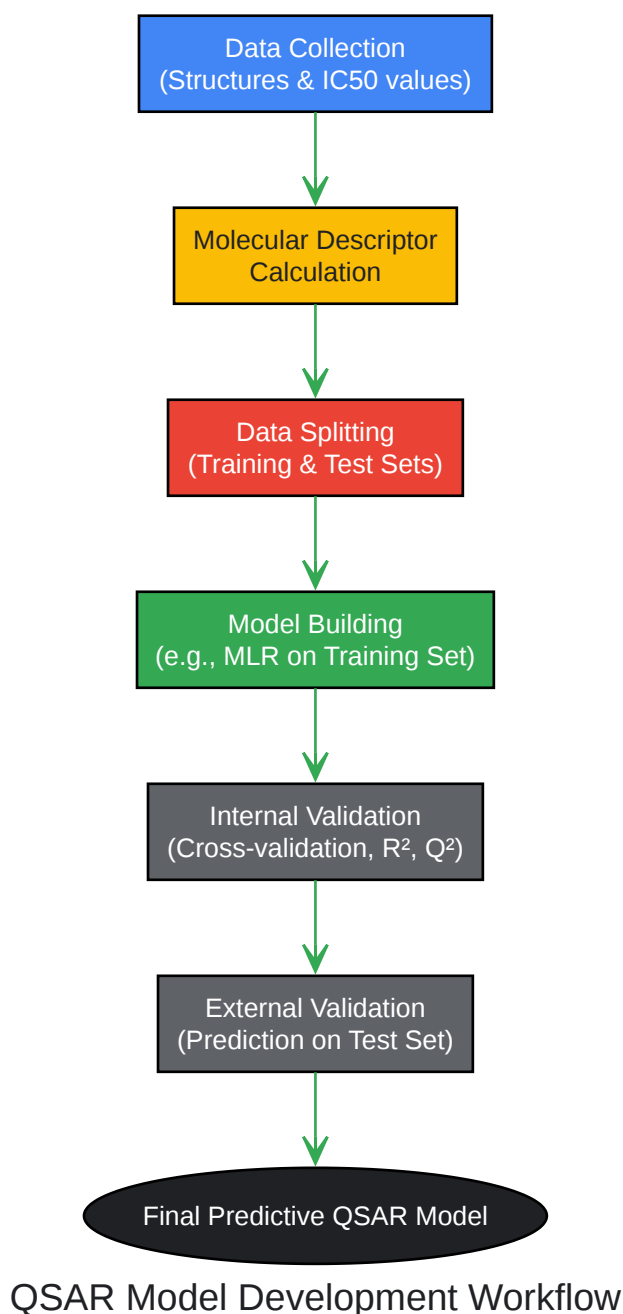 Data Collection
(Structures & IC50 values)
Molecular Descriptor
Calculation
Data Splitting
(Training & Test Sets)
Model Building
(e.g., MLR on Training Set)
Internal Validation
(Cross-validation, R², Q²)
External Validation
(Prediction on Test Set)
Final Predictive QSAR Model
QSAR Model Development Workflow